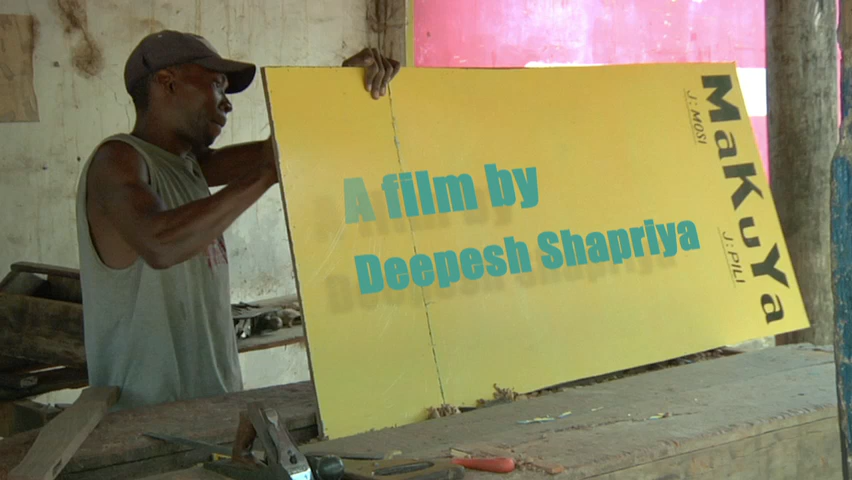 A film by
Deepesh Shapriya
MaKuYa
J: MOSI
J: PILI